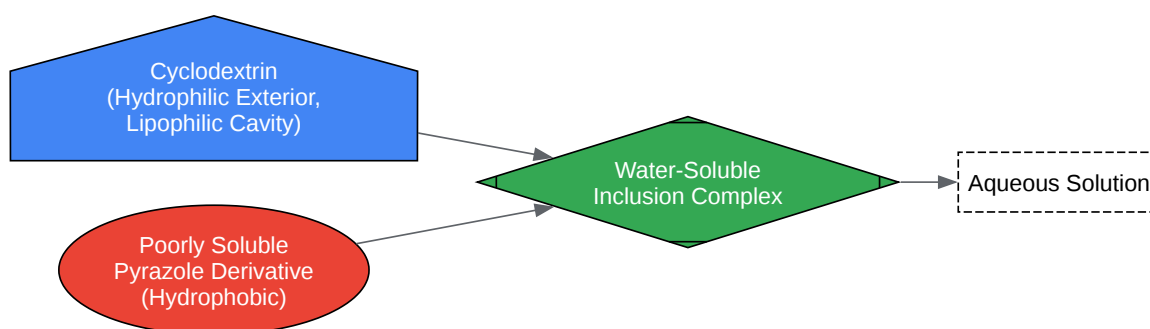 Cyclodextrin
(Hydrophilic Exterior,
Lipophilic Cavity)
Poorly Soluble
Pyrazole Derivative
(Hydrophobic)
Water-Soluble
Inclusion Complex
Aqueous Solution